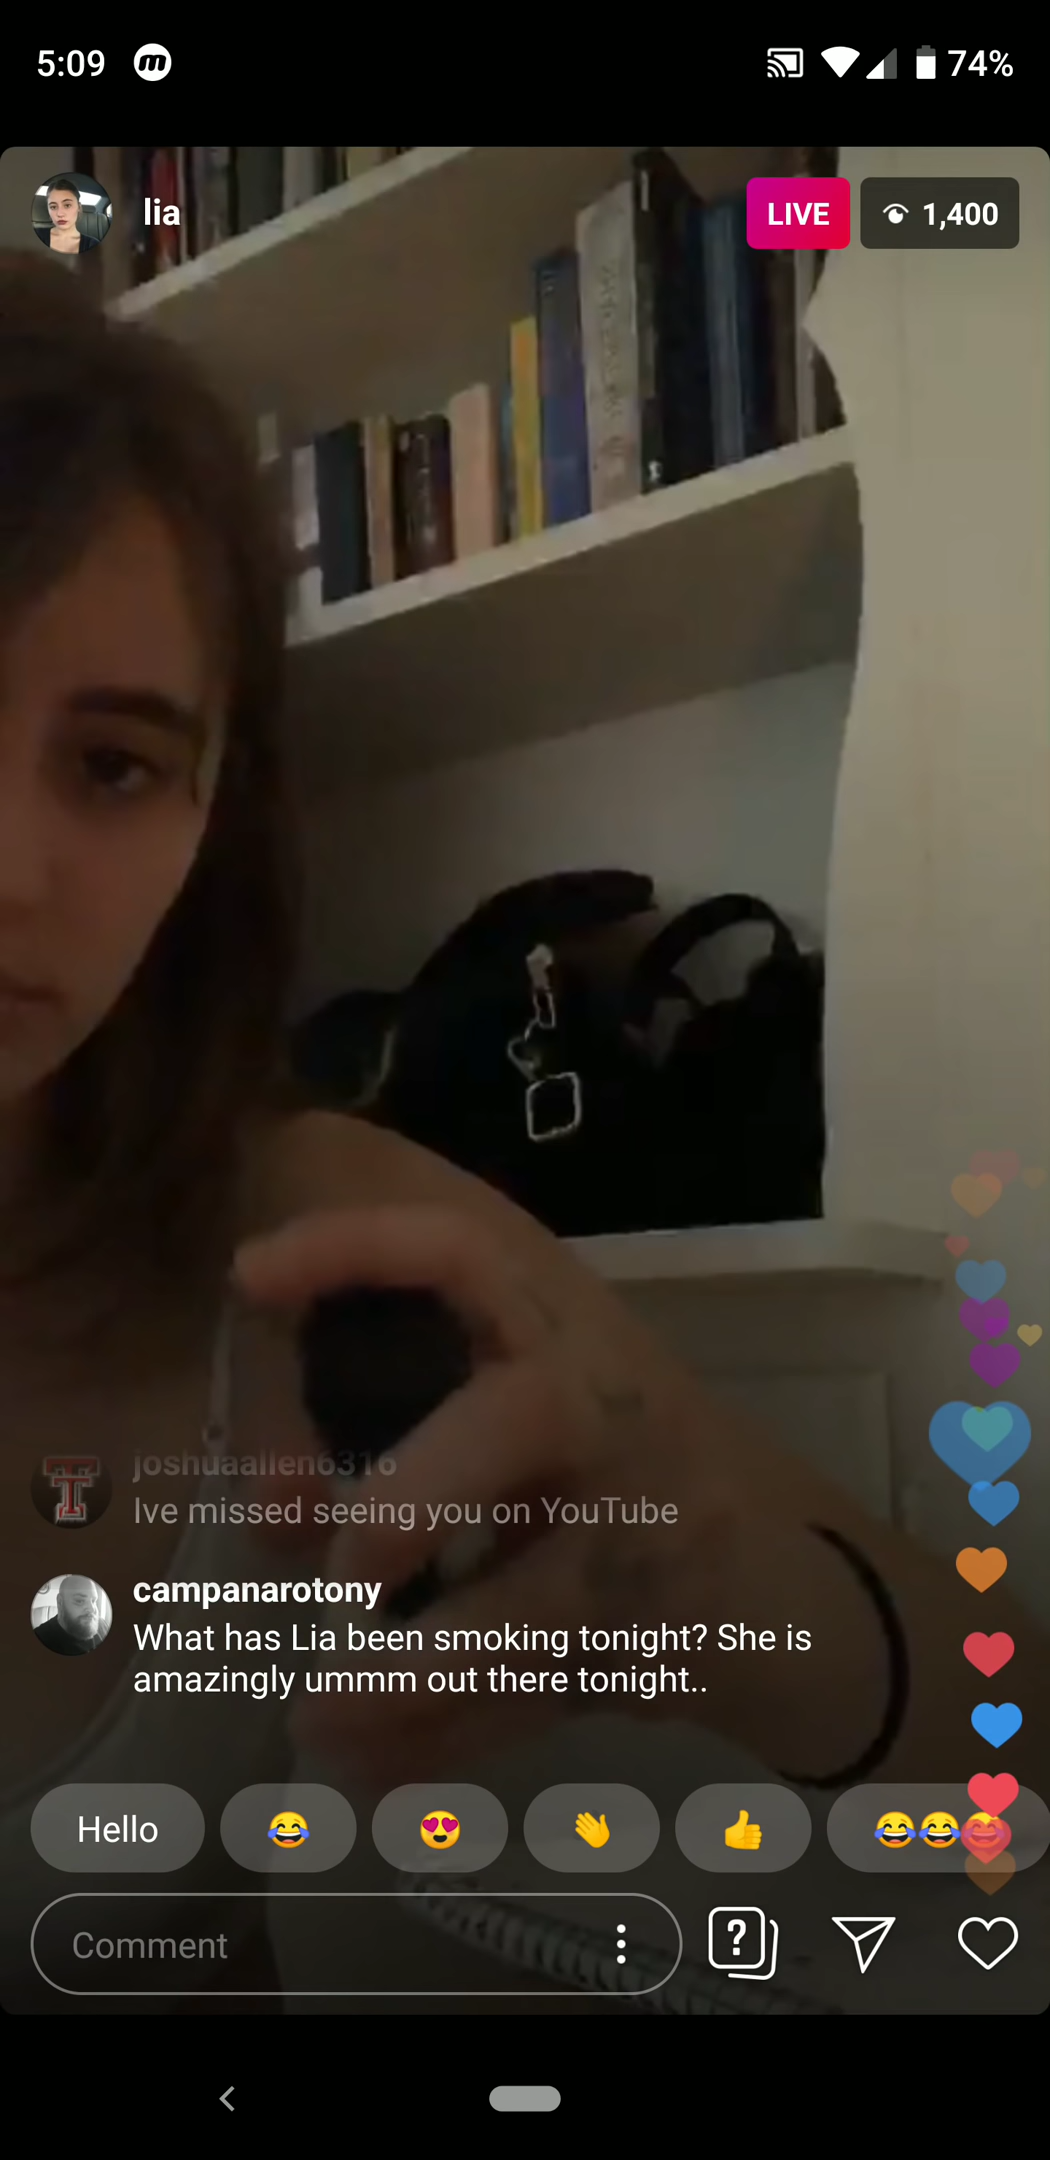 5:09
74%
lia
LIVE
1,400
joshuaallen6316
Ive missed seeing you on YouTube
campanarotony
What has Lia been smoking tonight? She is
amazingly ummm out there tonight..
Hello 😂 😍 👋 👍 😂😂😂
Comment